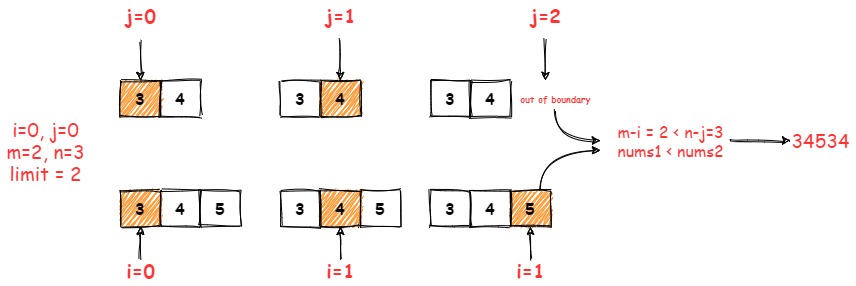 j=0
j=1
j=2
3 4
3 4
3 4
out of boundary
i=0, j=0
m=2, n=3
limit = 2
m-i = 2 < n-j=3
nums1 < nums2
34534
3 4 5
3 4 5
3 4 5
i=0
i=1
i=1